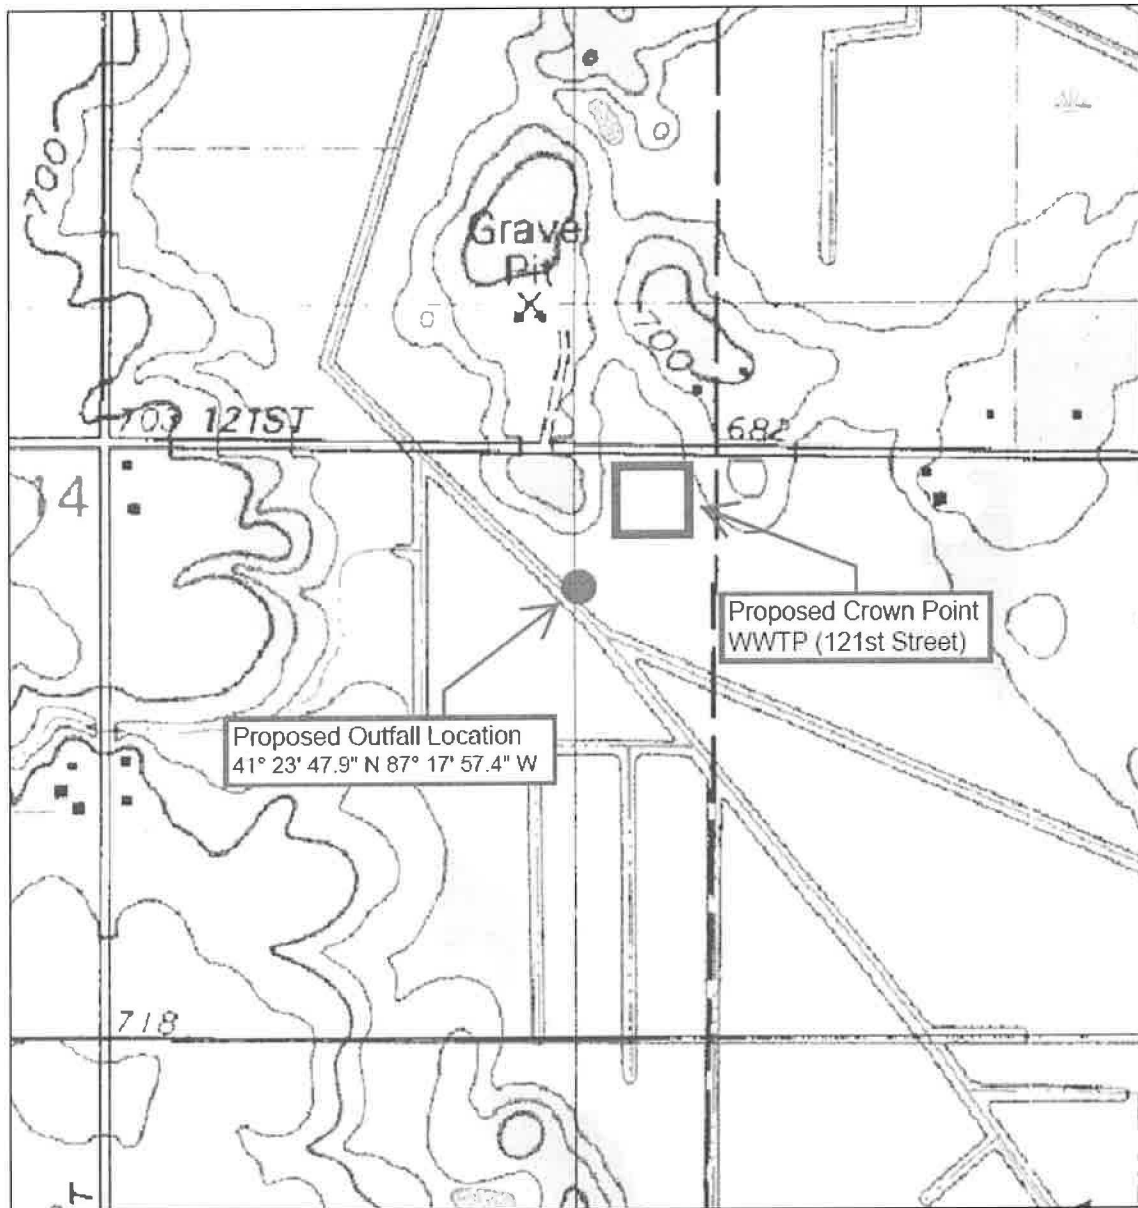 700
Gravel
Pit
700
703 121ST
682
4
Proposed Crown Point
WWTP (121st Street)
Proposed Outfall Location
41° 23' 47.9" N 87° 17' 57.4" W
718